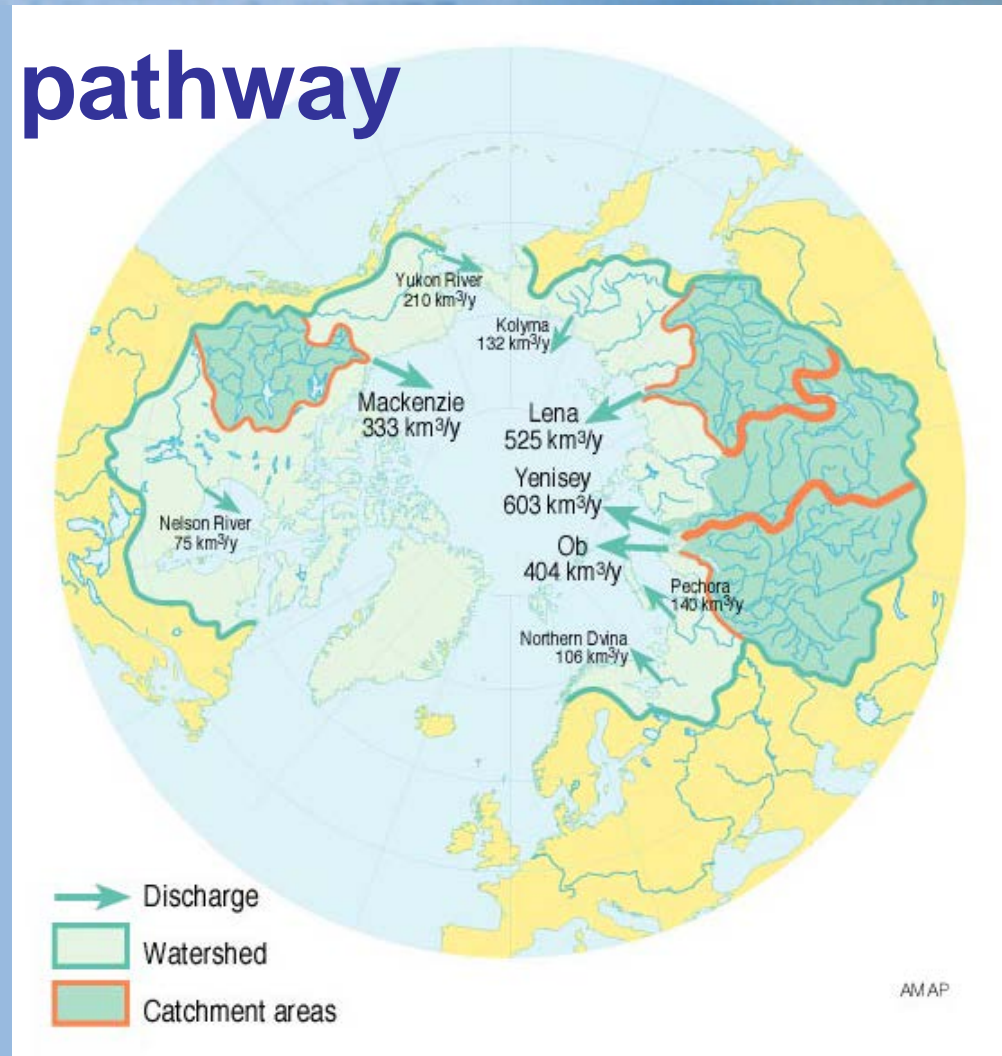 pathway
Yukon River
210 km³/y
Kolyma
132 km³/y
Mackenzie
333 km³/y
Lena
525 km³/y
Yenisey
603 km³/y
Nelson River
75 km³/y
Ob
404 km³/y
Pechora
140 km³/y
Northern Dvina
106 km³/y
Discharge
Watershed
Catchment areas
AMAP